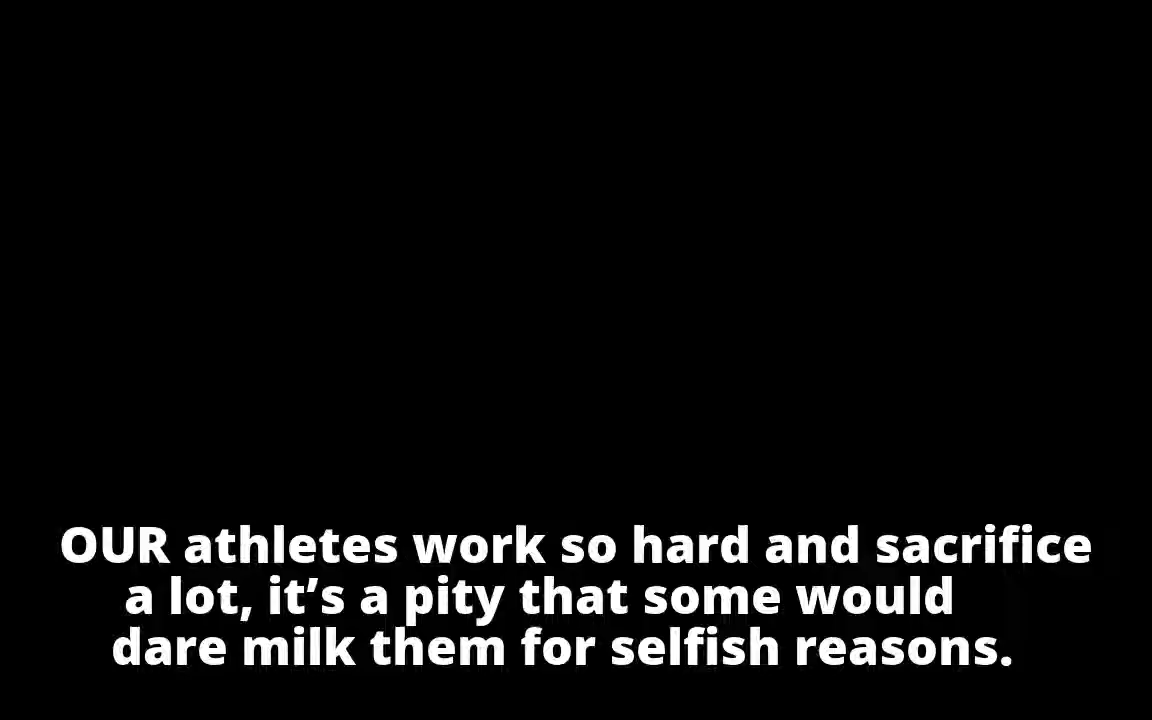 OUR athletes work so hard and sacrifice
a lot, it’s a pity that some would
dare milk them for selfish reasons.